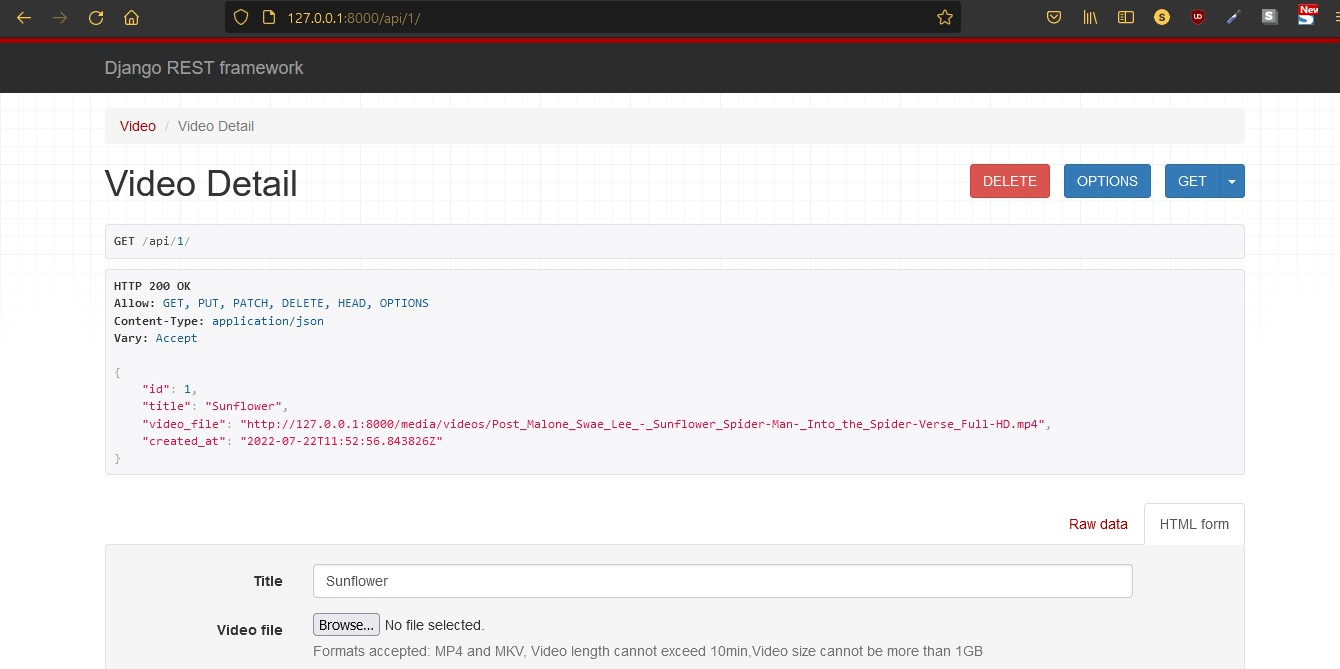 127.0.0.1:8000/api/1/
S
UD
S
New
S
Django REST framework
Video / Video Detail
Video Detail
DELETE
OPTIONS
GET
GET /api/1/
HTTP 200 OK
Allow: GET, PUT, PATCH, DELETE, HEAD, OPTIONS
Content-Type: application/json
Vary: Accept
{
"id": 1,
"title": "Sunflower",
"video_file": "http://127.0.0.1:8000/media/videos/Post_Malone_Swae_Lee_-_Sunflower_Spider-Man-_Into_the_Spider-Verse_Full-HD.mp4",
"created_at": "2022-07-22T11:52:56.843826Z"
}
Raw data
HTML form
Title
Sunflower
Video file
Browse... No file selected.
Formats accepted: MP4 and MKV, Video length cannot exceed 10min,Video size cannot be more than 1GB